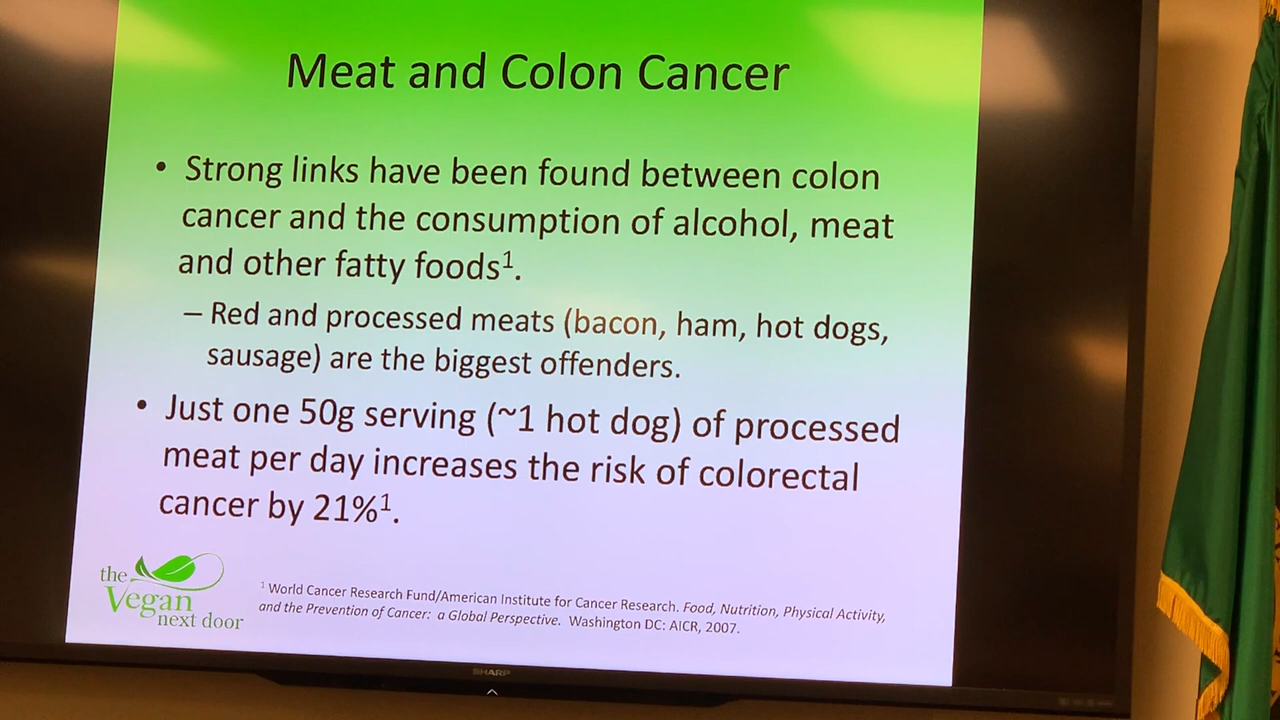 Meat and Colon Cancer
• Strong links have been found between colon
cancer and the consumption of alcohol, meat
and other fatty foods¹.
– Red and processed meats (bacon, ham, hot dogs,
sausage) are the biggest offenders.
• Just one 50g serving (~1 hot dog) of processed
meat per day increases the risk of colorectal
cancer by 21%¹.
the
Vegan
next door
¹ World Cancer Research Fund/American Institute for Cancer Research. Food, Nutrition, Physical Activity,
and the Prevention of Cancer: a Global Perspective. Washington DC: AICR, 2007.
SHARP